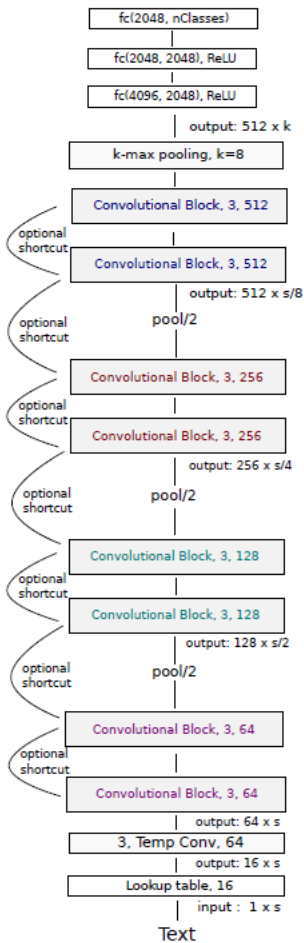 fc(2048, nClasses)
fc(2048, 2048), ReLU
fc(4096, 2048), ReLU
output: 512 x k
k-max pooling, k=8
Convolutional Block, 3, 512
optional
shortcut
Convolutional Block, 3, 512
output: 512 x s/8
optional
shortcut
pool/2
Convolutional Block, 3, 256
optional
shortcut
Convolutional Block, 3, 256
output: 256 x s/4
optional
shortcut
pool/2
Convolutional Block, 3, 128
optional
shortcut
Convolutional Block, 3, 128
output: 128 x s/2
optional
shortcut
pool/2
Convolutional Block, 3, 64
optional
shortcut
Convolutional Block, 3, 64
output: 64 x s
3, Temp Conv, 64
output: 16 x s
Lookup table, 16
input : 1 x s
Text